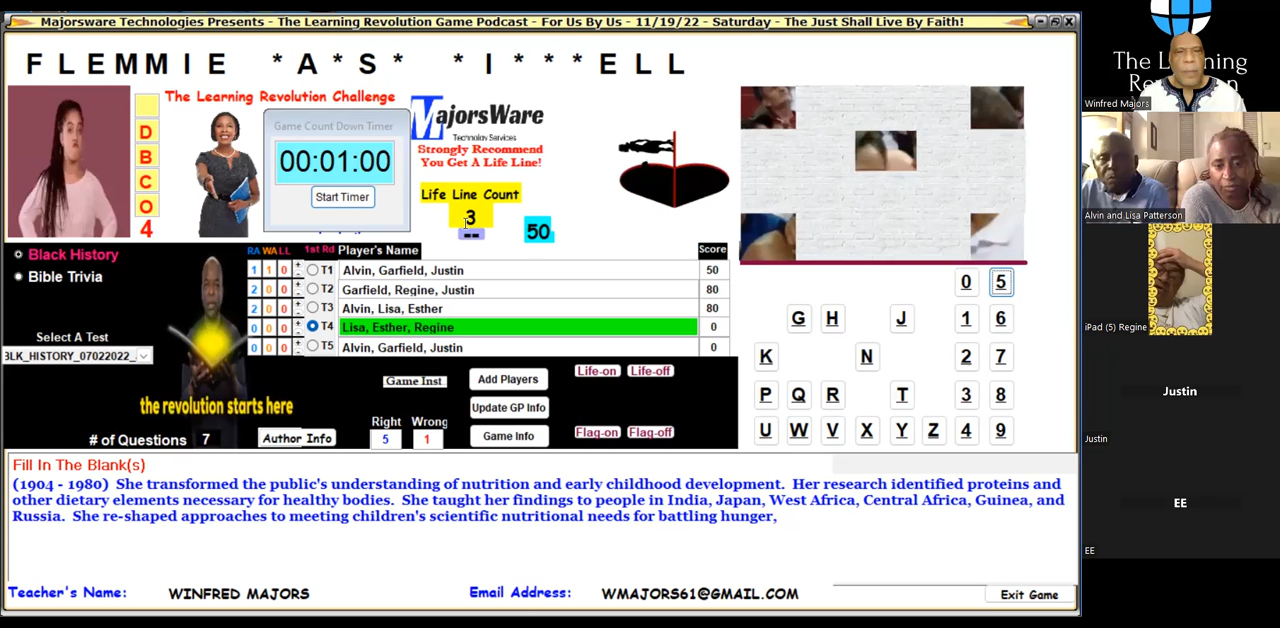 Majorsware Technologies Presents - The Learning Revolution Game Podcast - For Us By Us - 11/19/22 - Saturday - The Just Shall Live By Faith!
FLEMMIE *A*S* *I***ELL
The Learning Revolution Challenge
D
B
C
O
4
Game Count Down Timer
00:01:00
Start Timer
MajorsWare
Technology Services
Strongly Recommend
You Get A Life Line!
Life Line Count
3
--
50
Black History
Bible Trivia
Select A Test
BLK_HISTORY_07022022_
the revolution starts here
# of Questions 7
Author Info
RA WA LL 1st Rd Player's Name Score
1 1 0 + - T1 Alvin, Garfield, Justin 50
2 0 0 + - T2 Garfield, Regine, Justin 80
2 0 0 + - T3 Alvin, Lisa, Esther 80
0 0 0 + - T4 Lisa, Esther, Regine 0
0 0 0 + - T5 Alvin, Garfield, Justin 0
Game Inst
Add Players
Update GP Info
Game Info
Life-on Life-off
Flag-on Flag-off
Right Wrong
5 1
0 5
G H J 1 6
K N 2 7
P Q R T 3 8
U W V X Y Z 4 9
Fill In The Blank(s)
(1904 - 1980) She transformed the public's understanding of nutrition and early childhood development. Her research identified proteins and
other dietary elements necessary for healthy bodies. She taught her findings to people in India, Japan, West Africa, Central Africa, Guinea, and
Russia. She re-shaped approaches to meeting children's scientific nutritional needs for battling hunger,
Teacher's Name: WINFRED MAJORS Email Address: WMAJORS61@GMAIL.COM
Exit Game
The Learning
Winfred Majors
Alvin and Lisa Patterson
iPad (5) Regine
Justin
Justin
EE
EE